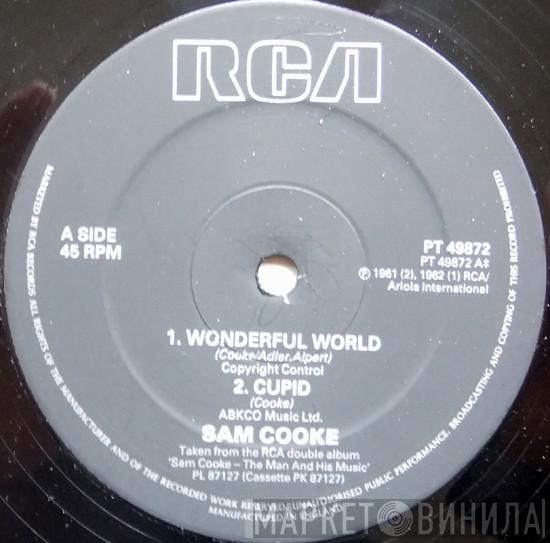 RCA
A SIDE
45 RPM
PT 49872
PT 49872 A‡
℗ 1961 (2), 1962 (1) RCA/
Ariola International
1. WONDERFUL WORLD
(Cooke/Adler.Alpert)
Copyright Control
2. CUPID
(Cooke)
ABKCO Music Ltd.
SAM COOKE
Taken from the RCA double album
'Sam Cooke – The Man And His Music'
PL 87127 (Cassette PK 87127)
MARKETED BY RCA RECORDS ALL RIGHTS OF THE MANUFACTURER AND OF THE RECORDED WORK RESERVED. UNAUTHORISED PUBLIC PERFORMANCE, BROADCASTING AND COPYING OF THIS RECORD PROHIBITED
MANUFACTURED IN ENGLAND
МАРКЕТ ВИНИЛА